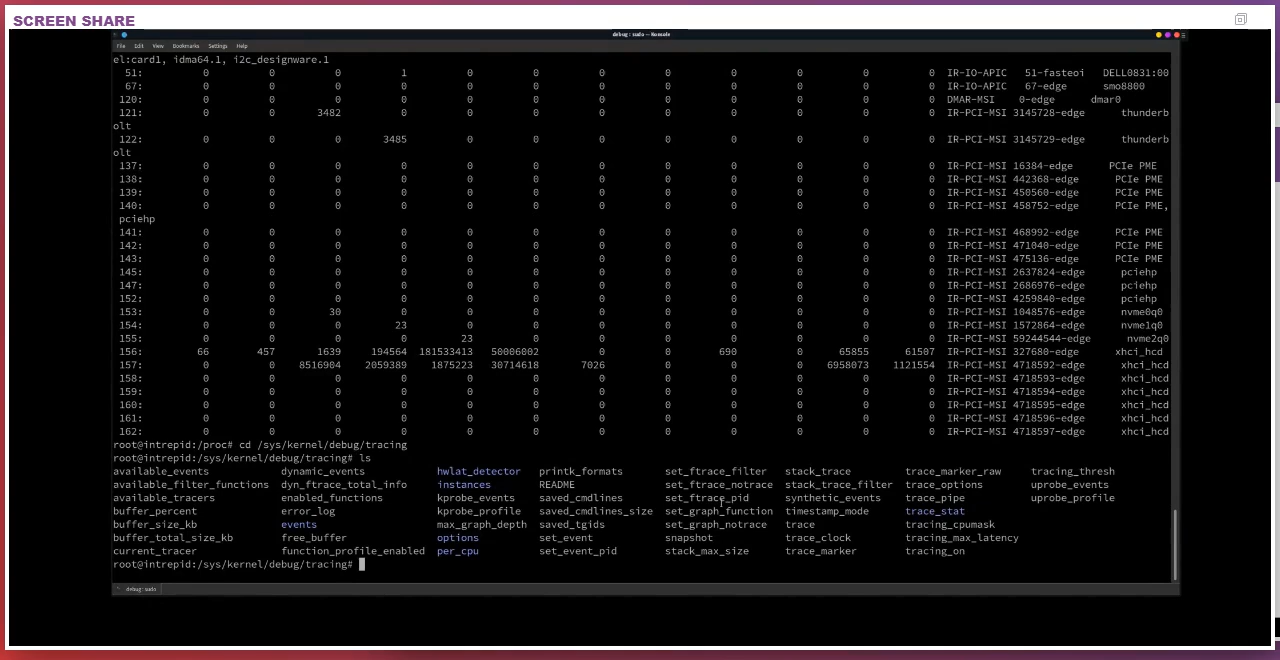 SCREEN SHARE
debug : sudo — Konsole
File Edit View Bookmarks Settings Help
el:card1, idma64.1, i2c_designware.1
51: 0 0 0 1 0 0 0 0 0 0 0 0 IR-IO-APIC 51-fasteoi DELL0831:00
67: 0 0 0 0 0 0 0 0 0 0 0 0 IR-IO-APIC 67-edge smo8800
120: 0 0 0 0 0 0 0 0 0 0 0 0 DMAR-MSI 0-edge dmar0
121: 0 0 3482 0 0 0 0 0 0 0 0 0 IR-PCI-MSI 3145728-edge thunderb
olt
122: 0 0 0 3485 0 0 0 0 0 0 0 0 IR-PCI-MSI 3145729-edge thunderb
olt
137: 0 0 0 0 0 0 0 0 0 0 0 0 IR-PCI-MSI 16384-edge PCIe PME
138: 0 0 0 0 0 0 0 0 0 0 0 0 IR-PCI-MSI 442368-edge PCIe PME
139: 0 0 0 0 0 0 0 0 0 0 0 0 IR-PCI-MSI 450560-edge PCIe PME
140: 0 0 0 0 0 0 0 0 0 0 0 0 IR-PCI-MSI 458752-edge PCIe PME,
pciehp
141: 0 0 0 0 0 0 0 0 0 0 0 0 IR-PCI-MSI 468992-edge PCIe PME
142: 0 0 0 0 0 0 0 0 0 0 0 0 IR-PCI-MSI 471040-edge PCIe PME
143: 0 0 0 0 0 0 0 0 0 0 0 0 IR-PCI-MSI 475136-edge PCIe PME
145: 0 0 0 0 0 0 0 0 0 0 0 0 IR-PCI-MSI 2637824-edge pciehp
147: 0 0 0 0 0 0 0 0 0 0 0 0 IR-PCI-MSI 2686976-edge pciehp
152: 0 0 0 0 0 0 0 0 0 0 0 0 IR-PCI-MSI 4259840-edge pciehp
153: 0 0 30 0 0 0 0 0 0 0 0 0 IR-PCI-MSI 1048576-edge nvme0q0
154: 0 0 0 23 0 0 0 0 0 0 0 0 IR-PCI-MSI 1572864-edge nvme1q0
155: 0 0 0 0 23 0 0 0 0 0 0 0 IR-PCI-MSI 59244544-edge nvme2q0
156: 66 457 1639 194564 181533413 50006002 0 0 690 0 65855 61507 IR-PCI-MSI 327680-edge xhci_hcd
157: 0 0 8516904 2059389 1875223 30714618 7026 0 0 0 6958073 1121554 IR-PCI-MSI 4718592-edge xhci_hcd
158: 0 0 0 0 0 0 0 0 0 0 0 0 IR-PCI-MSI 4718593-edge xhci_hcd
159: 0 0 0 0 0 0 0 0 0 0 0 0 IR-PCI-MSI 4718594-edge xhci_hcd
160: 0 0 0 0 0 0 0 0 0 0 0 0 IR-PCI-MSI 4718595-edge xhci_hcd
161: 0 0 0 0 0 0 0 0 0 0 0 0 IR-PCI-MSI 4718596-edge xhci_hcd
162: 0 0 0 0 0 0 0 0 0 0 0 0 IR-PCI-MSI 4718597-edge xhci_hcd
root@intrepid:/proc# cd /sys/kernel/debug/tracing
root@intrepid:/sys/kernel/debug/tracing# ls
available_events dynamic_events hwlat_detector printk_formats set_ftrace_filter stack_trace trace_marker_raw tracing_thresh
available_filter_functions dyn_ftrace_total_info instances README set_ftrace_notrace stack_trace_filter trace_options uprobe_events
available_tracers enabled_functions kprobe_events saved_cmdlines set_ftrace_pid synthetic_events trace_pipe uprobe_profile
buffer_percent error_log kprobe_profile saved_cmdlines_size set_graph_function timestamp_mode trace_stat
buffer_size_kb events max_graph_depth saved_tgids set_graph_notrace trace tracing_cpumask
buffer_total_size_kb free_buffer options set_event snapshot trace_clock tracing_max_latency
current_tracer function_profile_enabled per_cpu set_event_pid stack_max_size trace_marker tracing_on
root@intrepid:/sys/kernel/debug/tracing#
debug: sudo